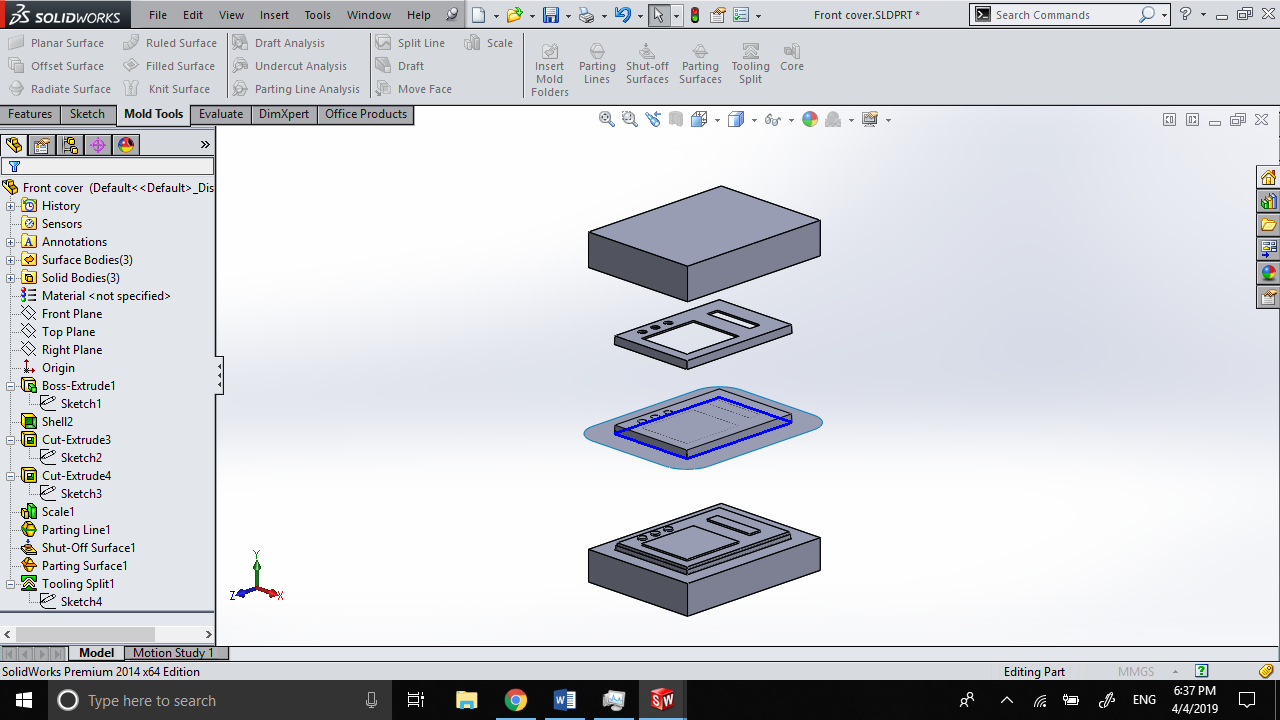 SOLIDWORKS File Edit View Insert Tools Window Help Front cover.SLDPRT * Search Commands
Planar Surface Ruled Surface Draft Analysis Split Line Scale
Offset Surface Filled Surface Undercut Analysis Draft
Radiate Surface Knit Surface Parting Line Analysis Move Face
Insert Mold Folders Parting Lines Shut-off Surfaces Parting Surfaces Tooling Split Core
Features Sketch Mold Tools Evaluate DimXpert Office Products
Front cover (Default<<Default>_Dis
History
Sensors
Annotations
Surface Bodies(3)
Solid Bodies(3)
Material <not specified>
Front Plane
Top Plane
Right Plane
Origin
Boss-Extrude1
Sketch1
Shell2
Cut-Extrude3
Sketch2
Cut-Extrude4
Sketch3
Scale1
Parting Line1
Shut-Off Surface1
Parting Surface1
Tooling Split1
Sketch4
Y
Z X
Model Motion Study 1
SolidWorks Premium 2014 x64 Edition Editing Part MMGS
Type here to search ENG 6:37 PM
4/4/2019